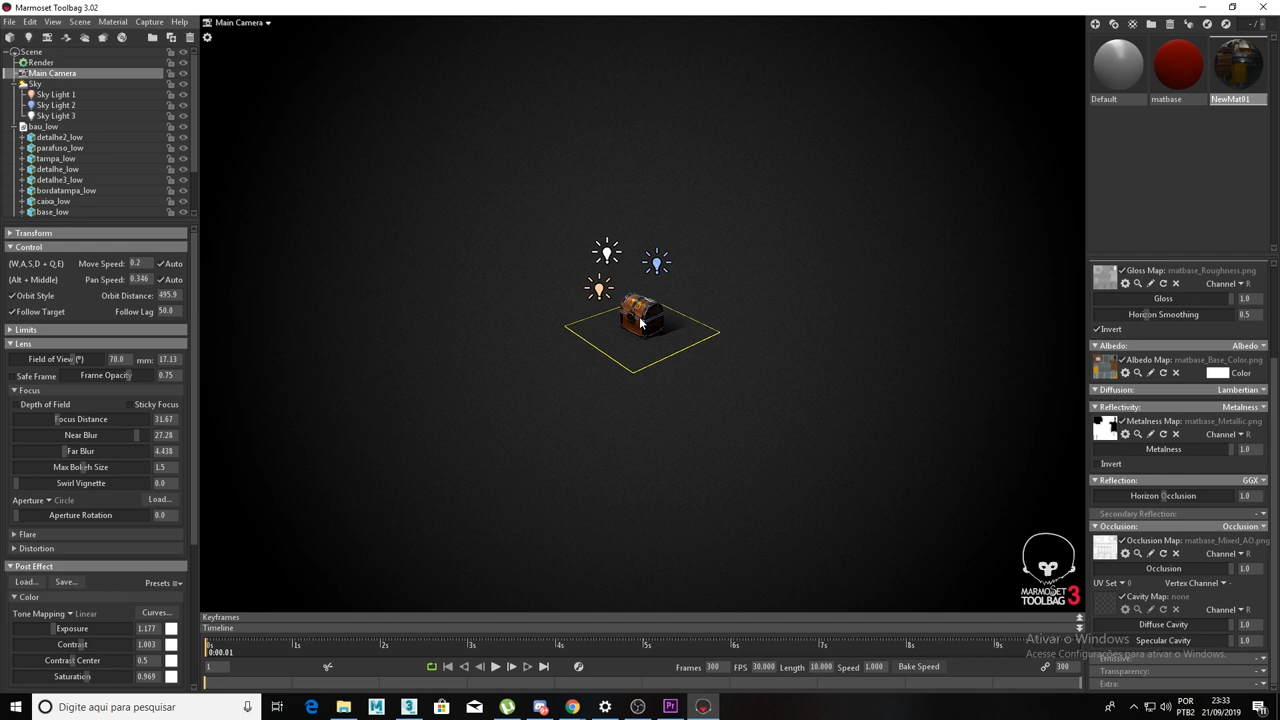 Marmoset Toolbag 3.02
File Edit View Scene Material Capture Help
Main Camera
- / +
Scene
Render
Main Camera
Sky
Sky Light 1
Sky Light 2
Sky Light 3
bau_low
detalhe2_low
parafuso_low
tampa_low
detalhe_low
detalhe3_low
bordatampa_low
caixa_low
base_low
Transform
Control
(W,A,S,D + Q,E) Move Speed: 0.2 Auto
(Alt + Middle) Pan Speed: 0.346 Auto
Orbit Style Orbit Distance: 495.9
Follow Target Follow Lag 50.0
Limits
Lens
Field of View (°) 70.0 mm: 17.13
Safe Frame Frame Opacity 0.75
Focus
Depth of Field Sticky Focus
Focus Distance 31.67
Near Blur 27.28
Far Blur 4.438
Max Bokeh Size 1.5
Swirl Vignette 0.0
Aperture Circle Load...
Aperture Rotation 0.0
Flare
Distortion
Post Effect
Load... Save... Presets
Color
Tone Mapping Linear Curves...
Exposure 1.177
Contrast 1.003
Contrast Center 0.5
Saturation 0.969
MARMOSET
TOOLBAG 3
Keyframes
Timeline
0s 1s 2s 3s 4s 5s 6s 7s 8s 9s
0:00.01
1 Frames 300 FPS 30.000 Length 10.000 Speed 1.000 Bake Speed 300
Default matbase NewMat01
Gloss Map: matbase_Roughness.png
Channel R
Gloss 1.0
Horizon Smoothing 0.5
Invert
Albedo: Albedo
Albedo Map: matbase_Base_Color.png
Color
Diffusion: Lambertian
Reflectivity: Metalness
Metalness Map: matbase_Metallic.png
Channel R
Metalness 1.0
Invert
Reflection: GGX
Horizon Occlusion 1.0
Secondary Reflection: -
Occlusion: Occlusion
Occlusion Map: matbase_Mixed_AO.png
Channel R
Occlusion 1.0
UV Set 0 Vertex Channel -
Cavity Map: none
Channel R
Diffuse Cavity 1.0
Specular Cavity 1.0
Emissive: -
Transparency: -
Extra: -
Ativar o Windows
Acesse Configurações para ativar o Windows.
Digite aqui para pesquisar
POR
PTB2
23:33
21/09/2019